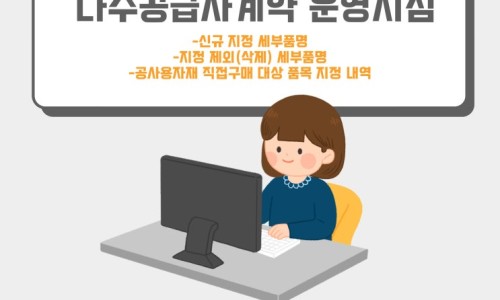 다수공급자계약 운영지침
-신규 지정 세부품명
-지정 제외(삭제) 세부품명
-공사용자재 직접구매 대상 품목 지정 내역